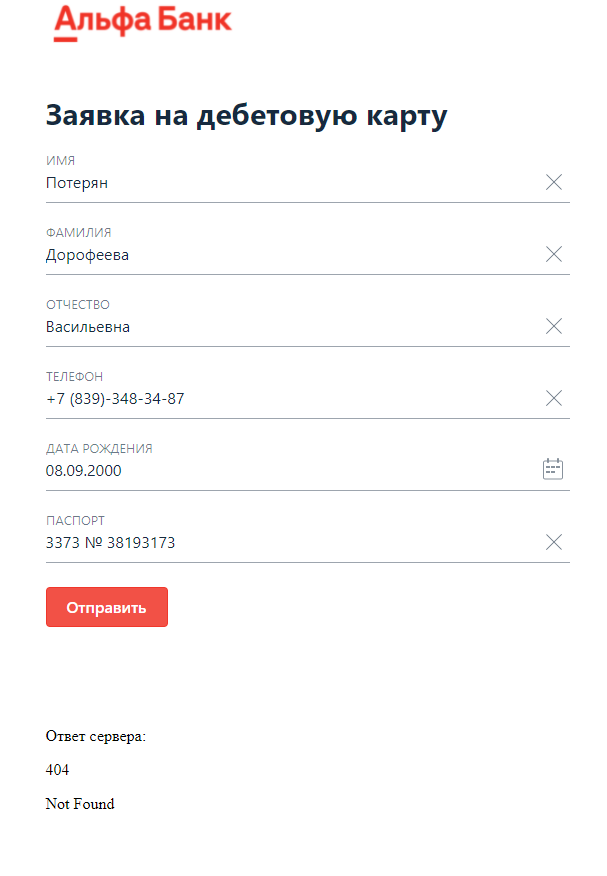 Альфа Банк
Заявка на дебетовую карту
ИМЯ
Потерян
ФАМИЛИЯ
Дорофеева
ОТЧЕСТВО
Васильевна
ТЕЛЕФОН
+7 (839)-348-34-87
ДАТА РОЖДЕНИЯ
08.09.2000
ПАСПОРТ
3373 № 38193173
Отправить
Ответ сервера:
404
Not Found